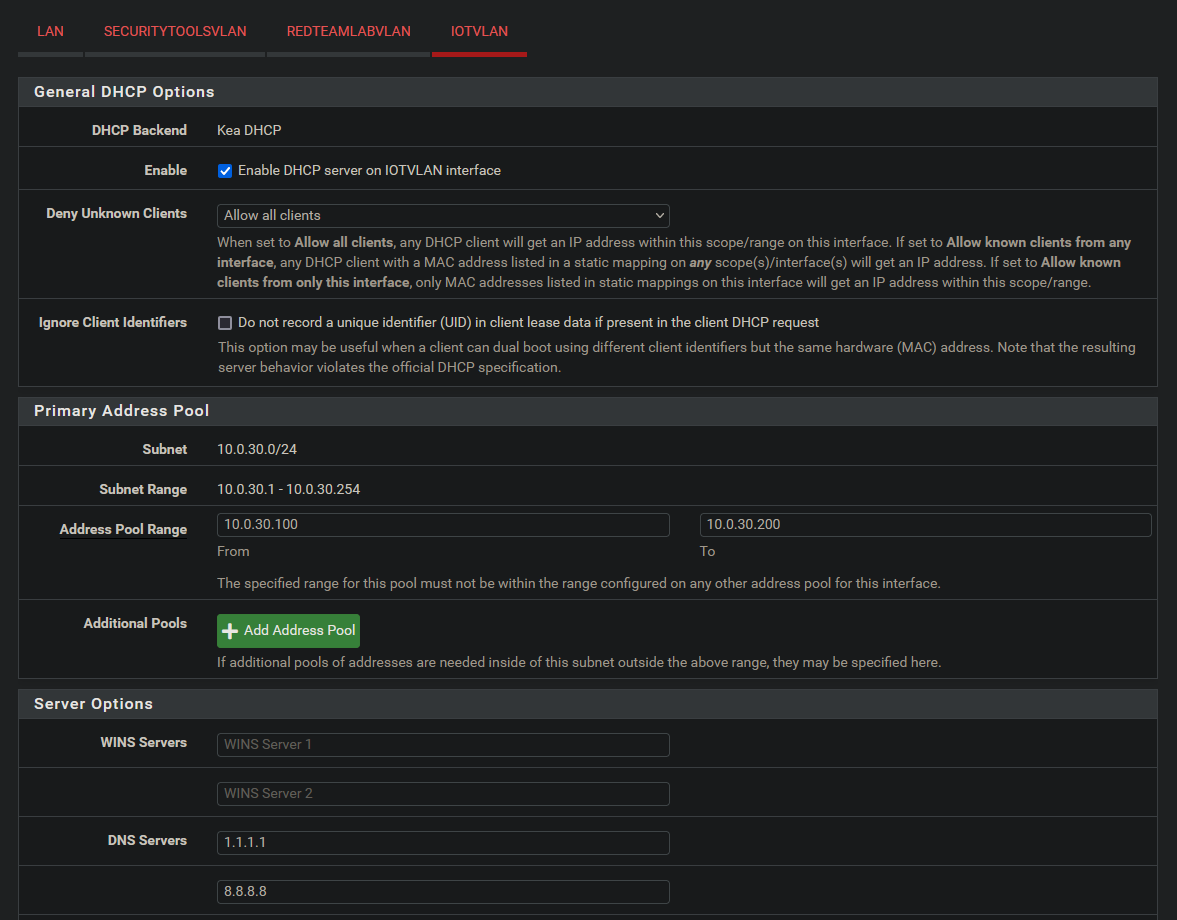 LAN SECURITYTOOLSVLAN REDTEAMLABVLAN IOTVLAN
General DHCP Options
DHCP Backend Kea DHCP
Enable Enable DHCP server on IOTVLAN interface
Deny Unknown Clients Allow all clients
When set to Allow all clients, any DHCP client will get an IP address within this scope/range on this interface. If set to Allow known clients from any
interface, any DHCP client with a MAC address listed in a static mapping on any scope(s)/interface(s) will get an IP address. If set to Allow known
clients from only this interface, only MAC addresses listed in static mappings on this interface will get an IP address within this scope/range.
Ignore Client Identifiers Do not record a unique identifier (UID) in client lease data if present in the client DHCP request
This option may be useful when a client can dual boot using different client identifiers but the same hardware (MAC) address. Note that the resulting
server behavior violates the official DHCP specification.
Primary Address Pool
Subnet 10.0.30.0/24
Subnet Range 10.0.30.1 - 10.0.30.254
Address Pool Range 10.0.30.100 10.0.30.200
From To
The specified range for this pool must not be within the range configured on any other address pool for this interface.
Additional Pools Add Address Pool
If additional pools of addresses are needed inside of this subnet outside the above range, they may be specified here.
Server Options
WINS Servers WINS Server 1
WINS Server 2
DNS Servers 1.1.1.1
8.8.8.8